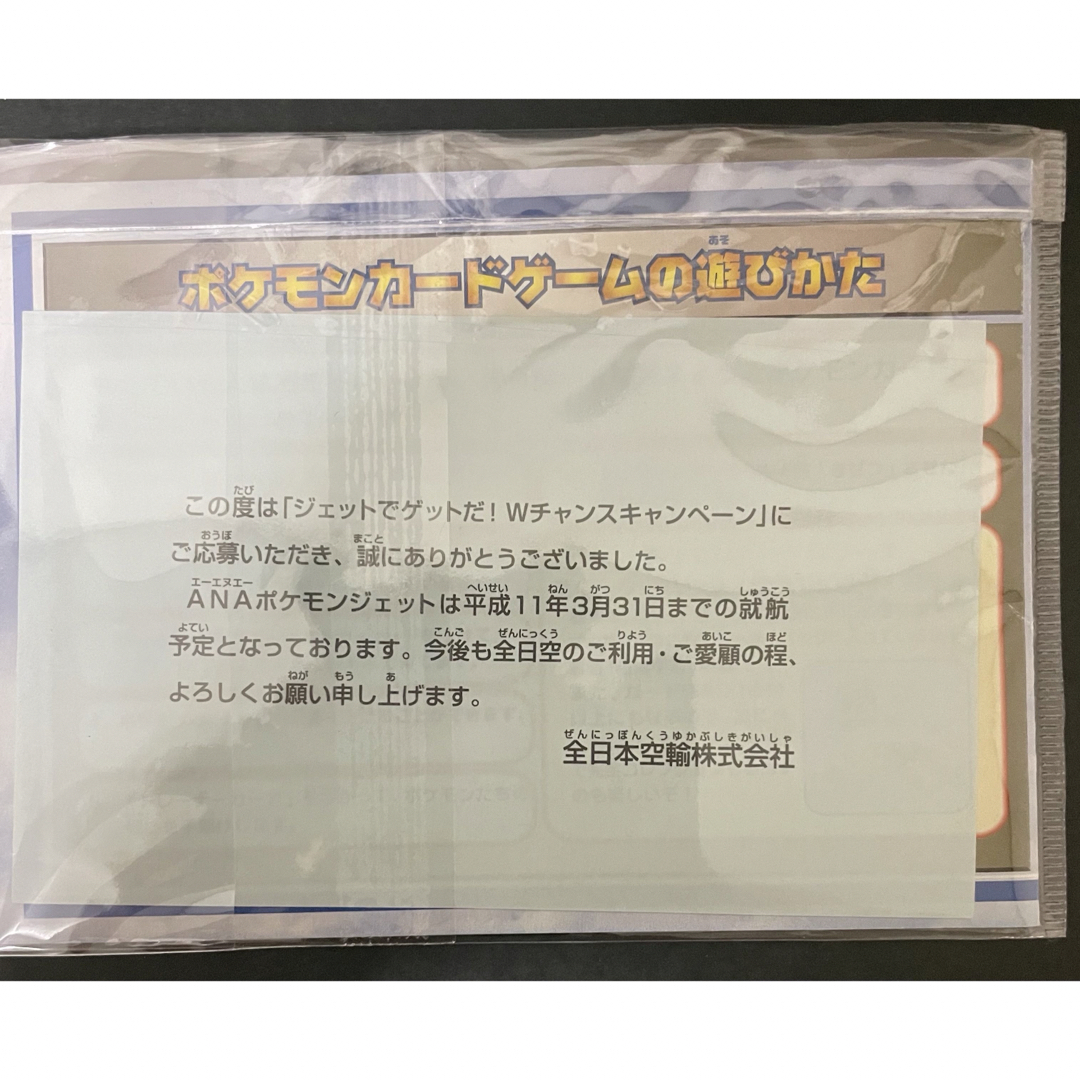 ポケモンカードゲームの遊びかた
この度は「ジェットでゲットだ！Wチャンスキャンペーン」に
ご応募いただき、誠にありがとうございました。
ANAポケモンジェットは平成11年3月31日までの就航
予定となっております。今後も全日空のご利用・ご愛顧の程、
よろしくお願い申し上げます。
全日本空輸株式会社